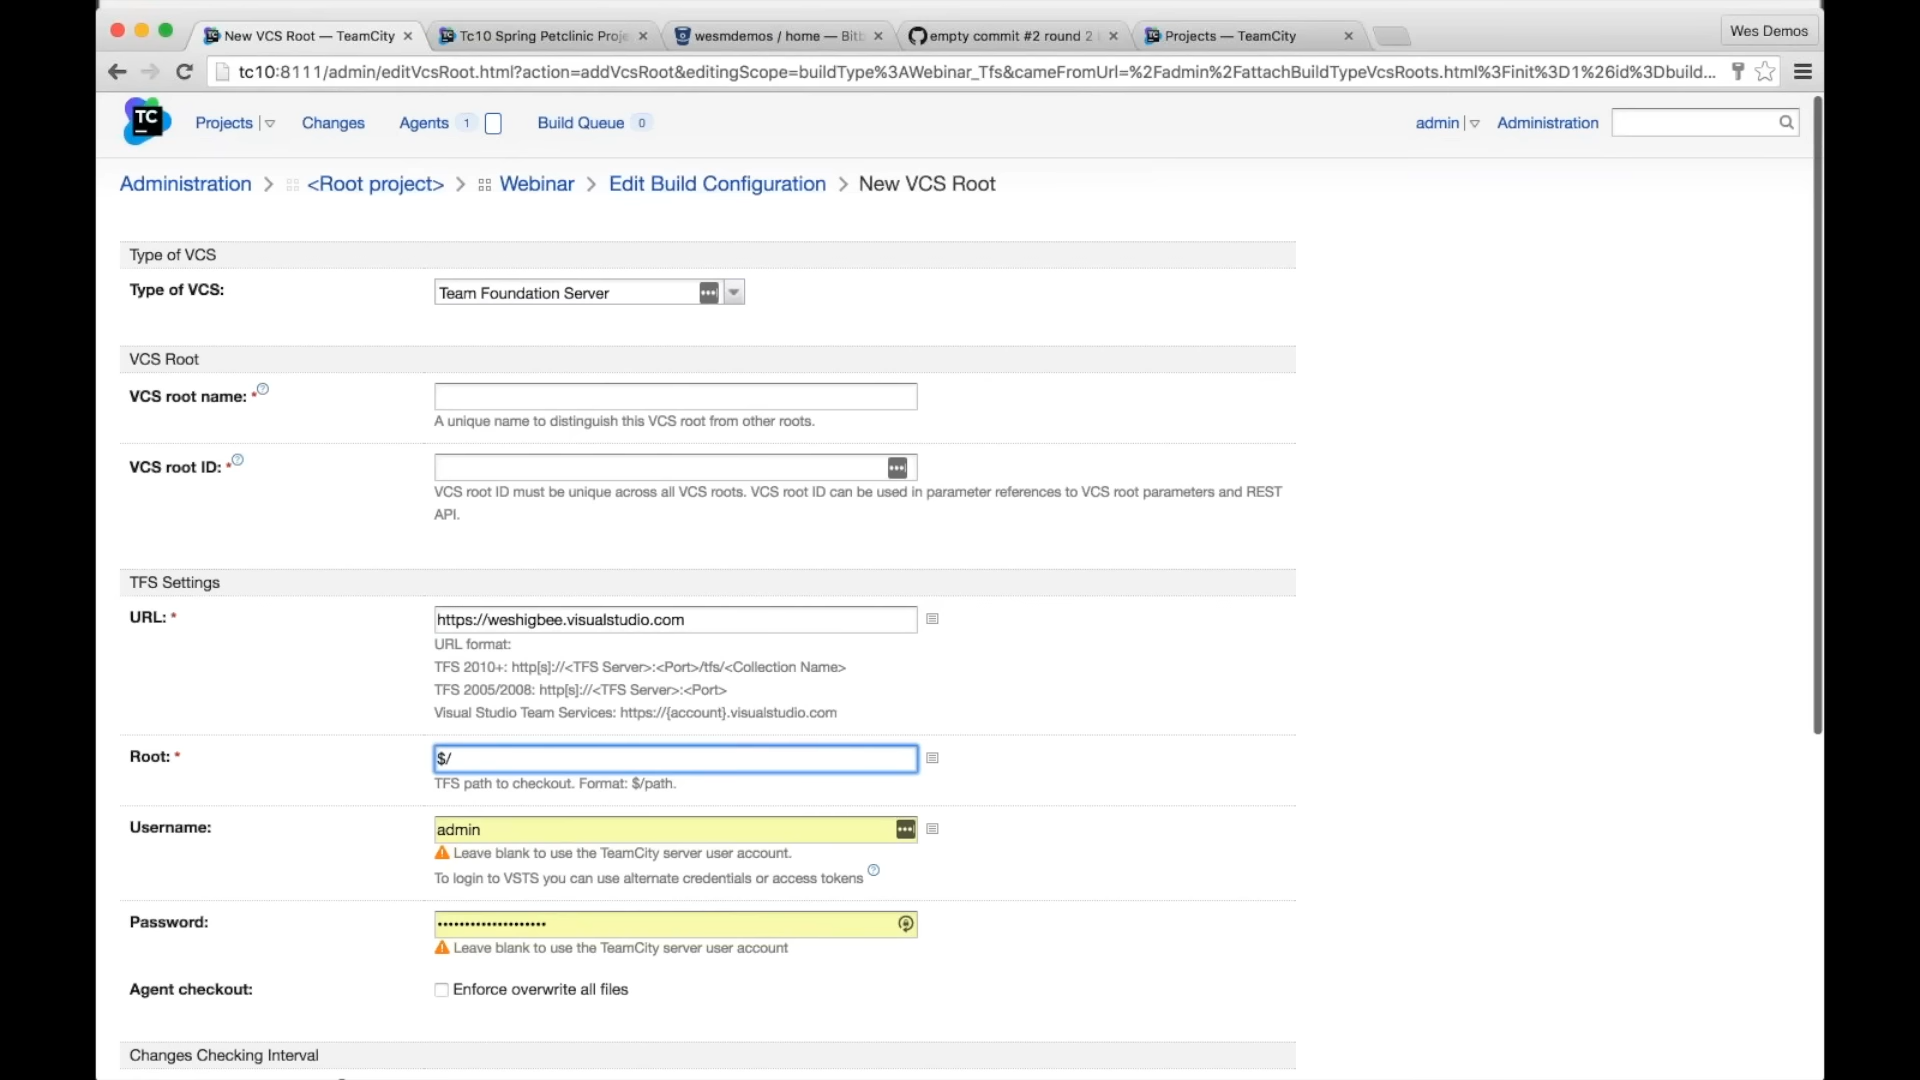 New VCS Root — TeamCity
Tc10 Spring Petclinic Proje
wesmdemos / home — Bitb
empty commit #2 round 2
Projects — TeamCity
Wes Demos
tc10:8111/admin/editVcsRoot.html?action=addVcsRoot&editingScope=buildType%3AWebinar_Tfs&cameFromUrl=%2Fadmin%2FattachBuildTypeVcsRoots.html%3Finit%3D1%26id%3Dbuild...
TC
Projects
Changes
Agents 1
Build Queue 0
admin
Administration
Administration > <Root project> > Webinar > Edit Build Configuration > New VCS Root
Type of VCS
Type of VCS:
Team Foundation Server
VCS Root
VCS root name: *
A unique name to distinguish this VCS root from other roots.
VCS root ID: *
VCS root ID must be unique across all VCS roots. VCS root ID can be used in parameter references to VCS root parameters and REST
API.
TFS Settings
URL: *
https://weshigbee.visualstudio.com
URL format:
TFS 2010+: http[s]://<TFS Server>:<Port>/tfs/<Collection Name>
TFS 2005/2008: http[s]://<TFS Server>:<Port>
Visual Studio Team Services: https://{account}.visualstudio.com
Root: *
$/
TFS path to checkout. Format: $/path.
Username:
admin
Leave blank to use the TeamCity server user account.
To login to VSTS you can use alternate credentials or access tokens
Password:
••••••••••••••••••••
Leave blank to use the TeamCity server user account
Agent checkout:
Enforce overwrite all files
Changes Checking Interval